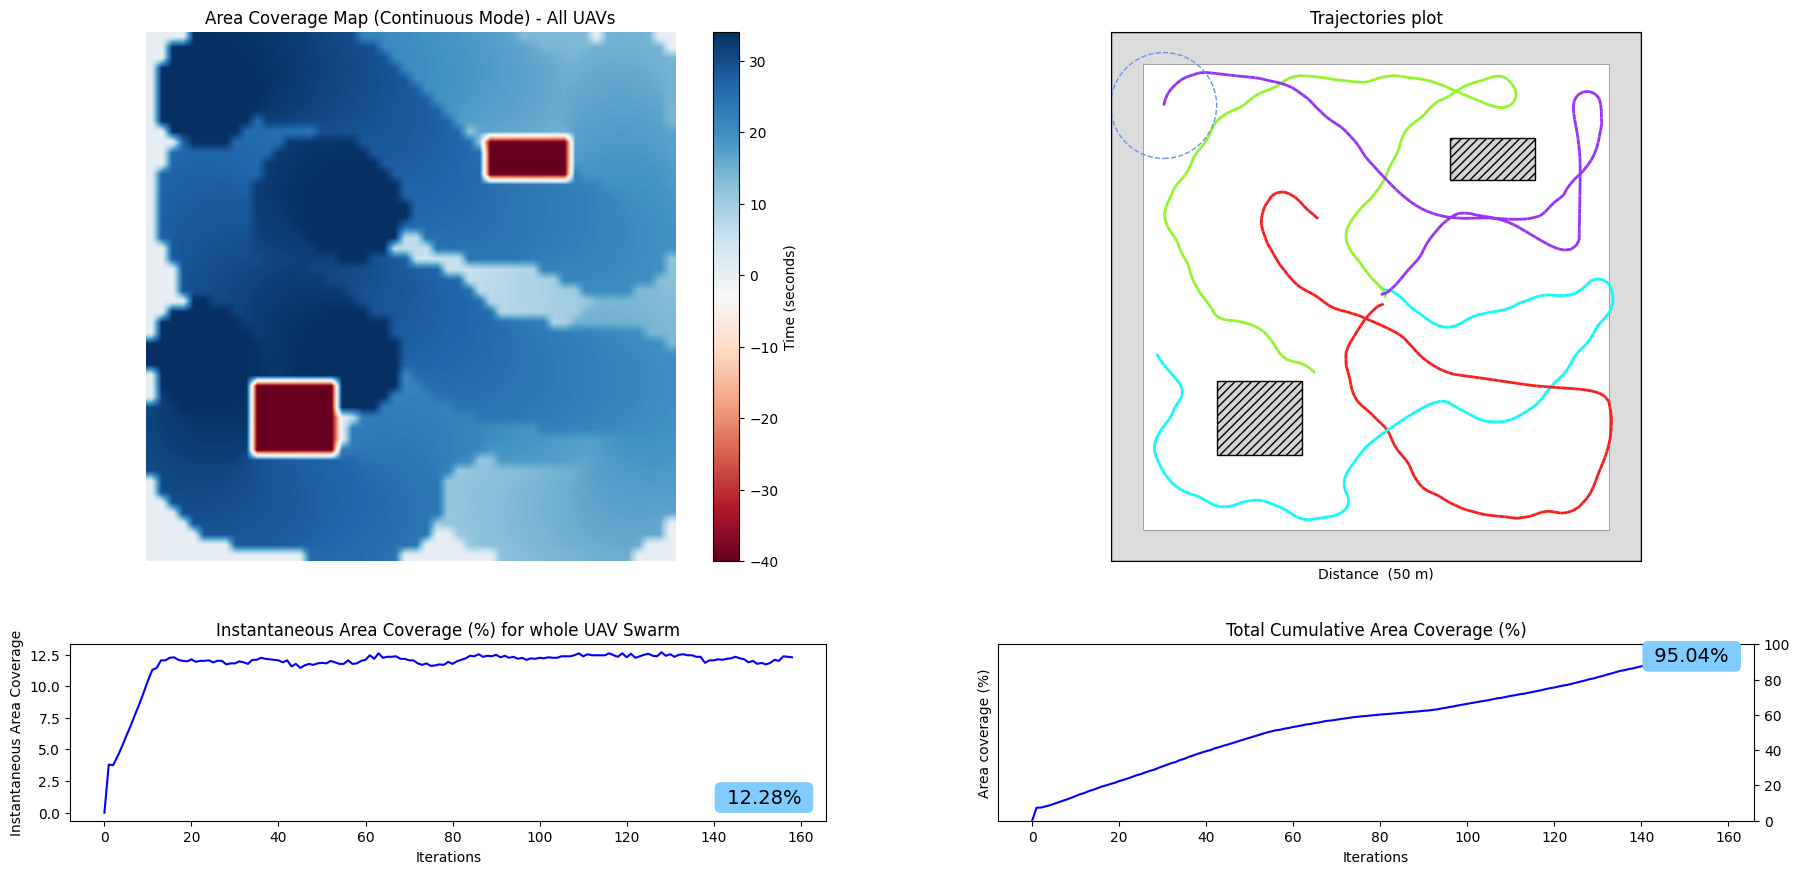 Area Coverage Map (Continuous Mode) - All UAVs
30
20
10
0
−10
−20
−30
−40
Time (seconds)
Trajectories plot
Distance  (50 m)
Instantaneous Area Coverage (%) for whole UAV Swarm
Instantaneous Area Coverage
12.5
10.0
7.5
5.0
2.5
0.0
12.28%
0 20 40 60 80 100 120 140 160
Iterations
Total Cumulative Area Coverage (%)
Area coverage (%)
95.04%
100
80
60
40
20
0
0 20 40 60 80 100 120 140 160
Iterations